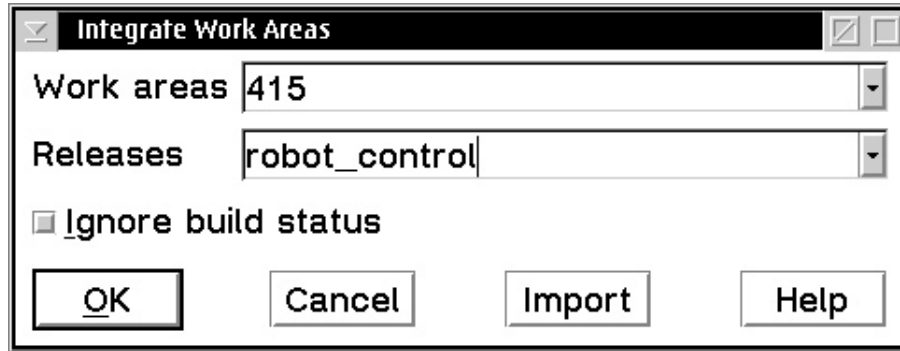 Integrate Work Areas
Work areas 415
Releases robot_control
Ignore build status
OK Cancel Import Help